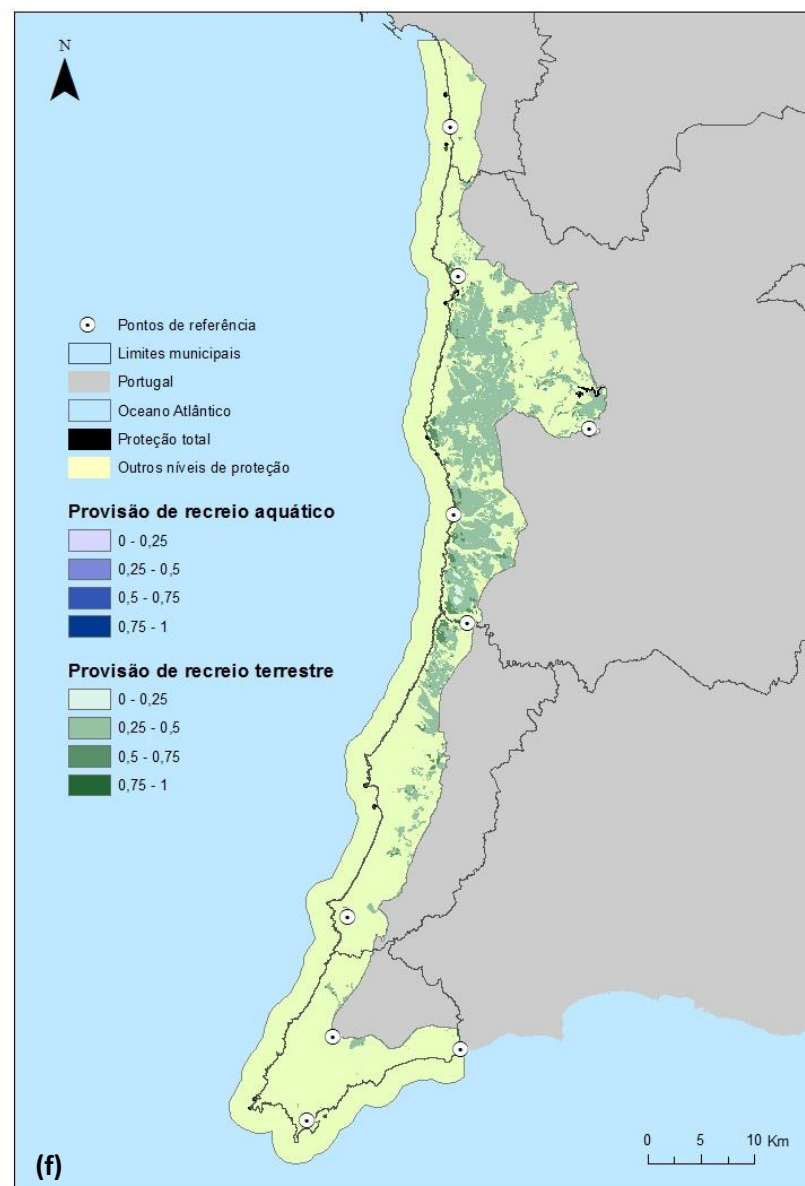 N
Pontos de referência
Limites municipais
Portugal
Oceano Atlântico
Proteção total
Outros níveis de proteção
Provisão de recreio aquático
0 - 0,25
0,25 - 0,5
0,5 - 0,75
0,75 - 1
Provisão de recreio terrestre
0 - 0,25
0,25 - 0,5
0,5 - 0,75
0,75 - 1
0 5 10 Km
(f)